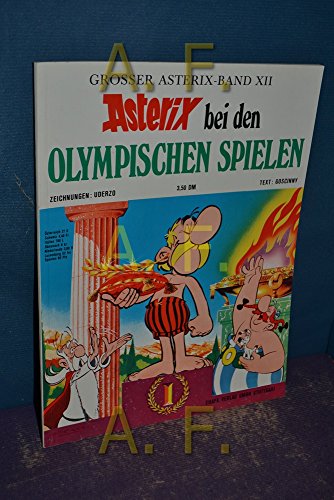 A. F.
GROSSER ASTERIX-BAND XII
Asterix bei den
OLYMPISCHEN SPIELEN
ZEICHNUNGEN: UDERZO
3,50 DM
TEXT: GOSCINNY
A. F.
A. F.
1
A. F.